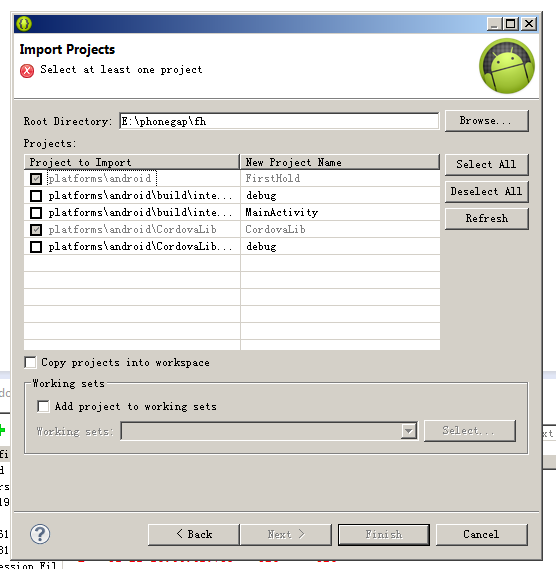 Import Projects
Select at least one project
Root Directory: E:\phonegap\fh Browse...
Projects:
Project to Import New Project Name Select All
platforms\android FirstHold
platforms\android\build\inte... debug Deselect All
platforms\android\build\inte... MainActivity Refresh
platforms\android\CordovaLib CordovaLib
platforms\android\CordovaLib... debug
Copy projects into workspace
Working sets
Add project to working sets
Working sets: Select...
? < Back Next > Finish Cancel